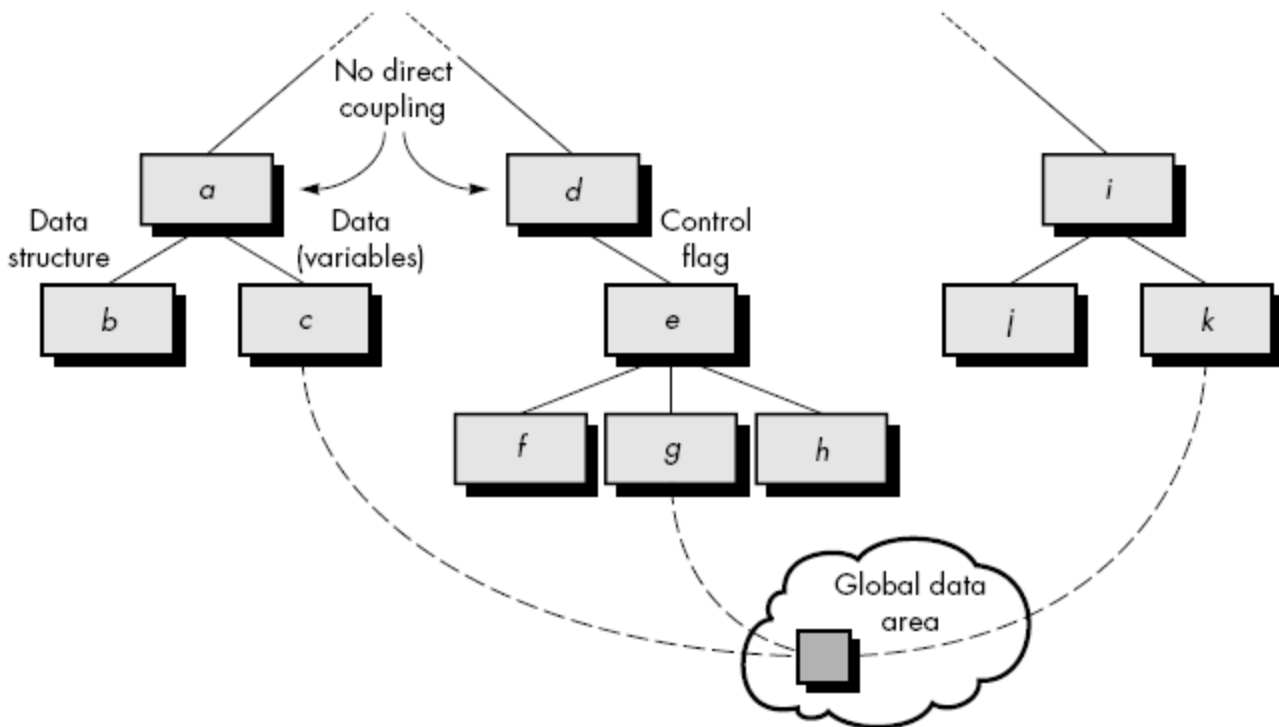 No direct
coupling
a
d
i
Data
structure
Data
(variables)
Control
flag
b
c
e
j
k
f
g
h
Global data
area